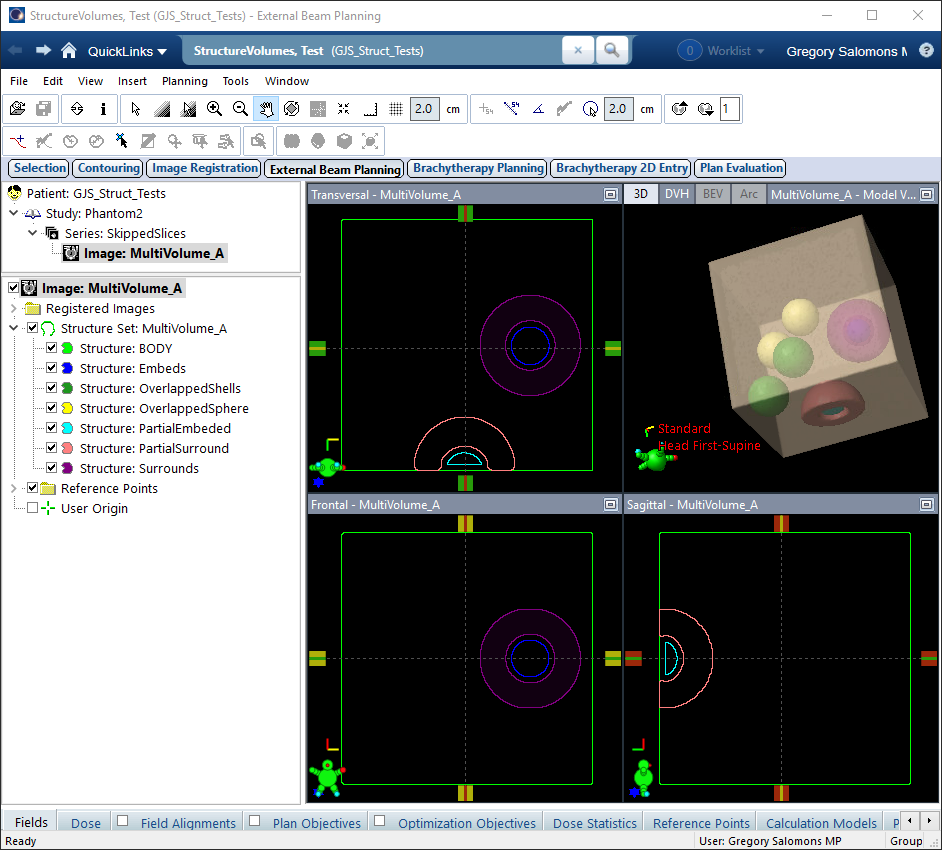 StructureVolumes, Test (GJS_Struct_Tests) - External Beam Planning
QuickLinks
StructureVolumes, Test (GJS_Struct_Tests)
0 Worklist
Gregory Salomons
File Edit View Insert Planning Tools Window
2.0 cm 2.0 cm 1
Selection Contouring Image Registration External Beam Planning Brachytherapy Planning Brachytherapy 2D Entry Plan Evaluation
Patient: GJS_Struct_Tests
Study: Phantom2
Series: SkippedSlices
Image: MultiVolume_A
Image: MultiVolume_A
Registered Images
Structure Set: MultiVolume_A
Structure: BODY
Structure: Embeds
Structure: OverlappedShells
Structure: OverlappedSphere
Structure: PartialEmbeded
Structure: PartialSurround
Structure: Surrounds
Reference Points
User Origin
Transversal - MultiVolume_A
3D DVH BEV Arc MultiVolume_A - Model V...
Standard
Head First-Supine
Frontal - MultiVolume_A
Sagittal - MultiVolume_A
Fields Dose Field Alignments Plan Objectives Optimization Objectives Dose Statistics Reference Points Calculation Models P
Ready
User: Gregory Salomons MP
Group